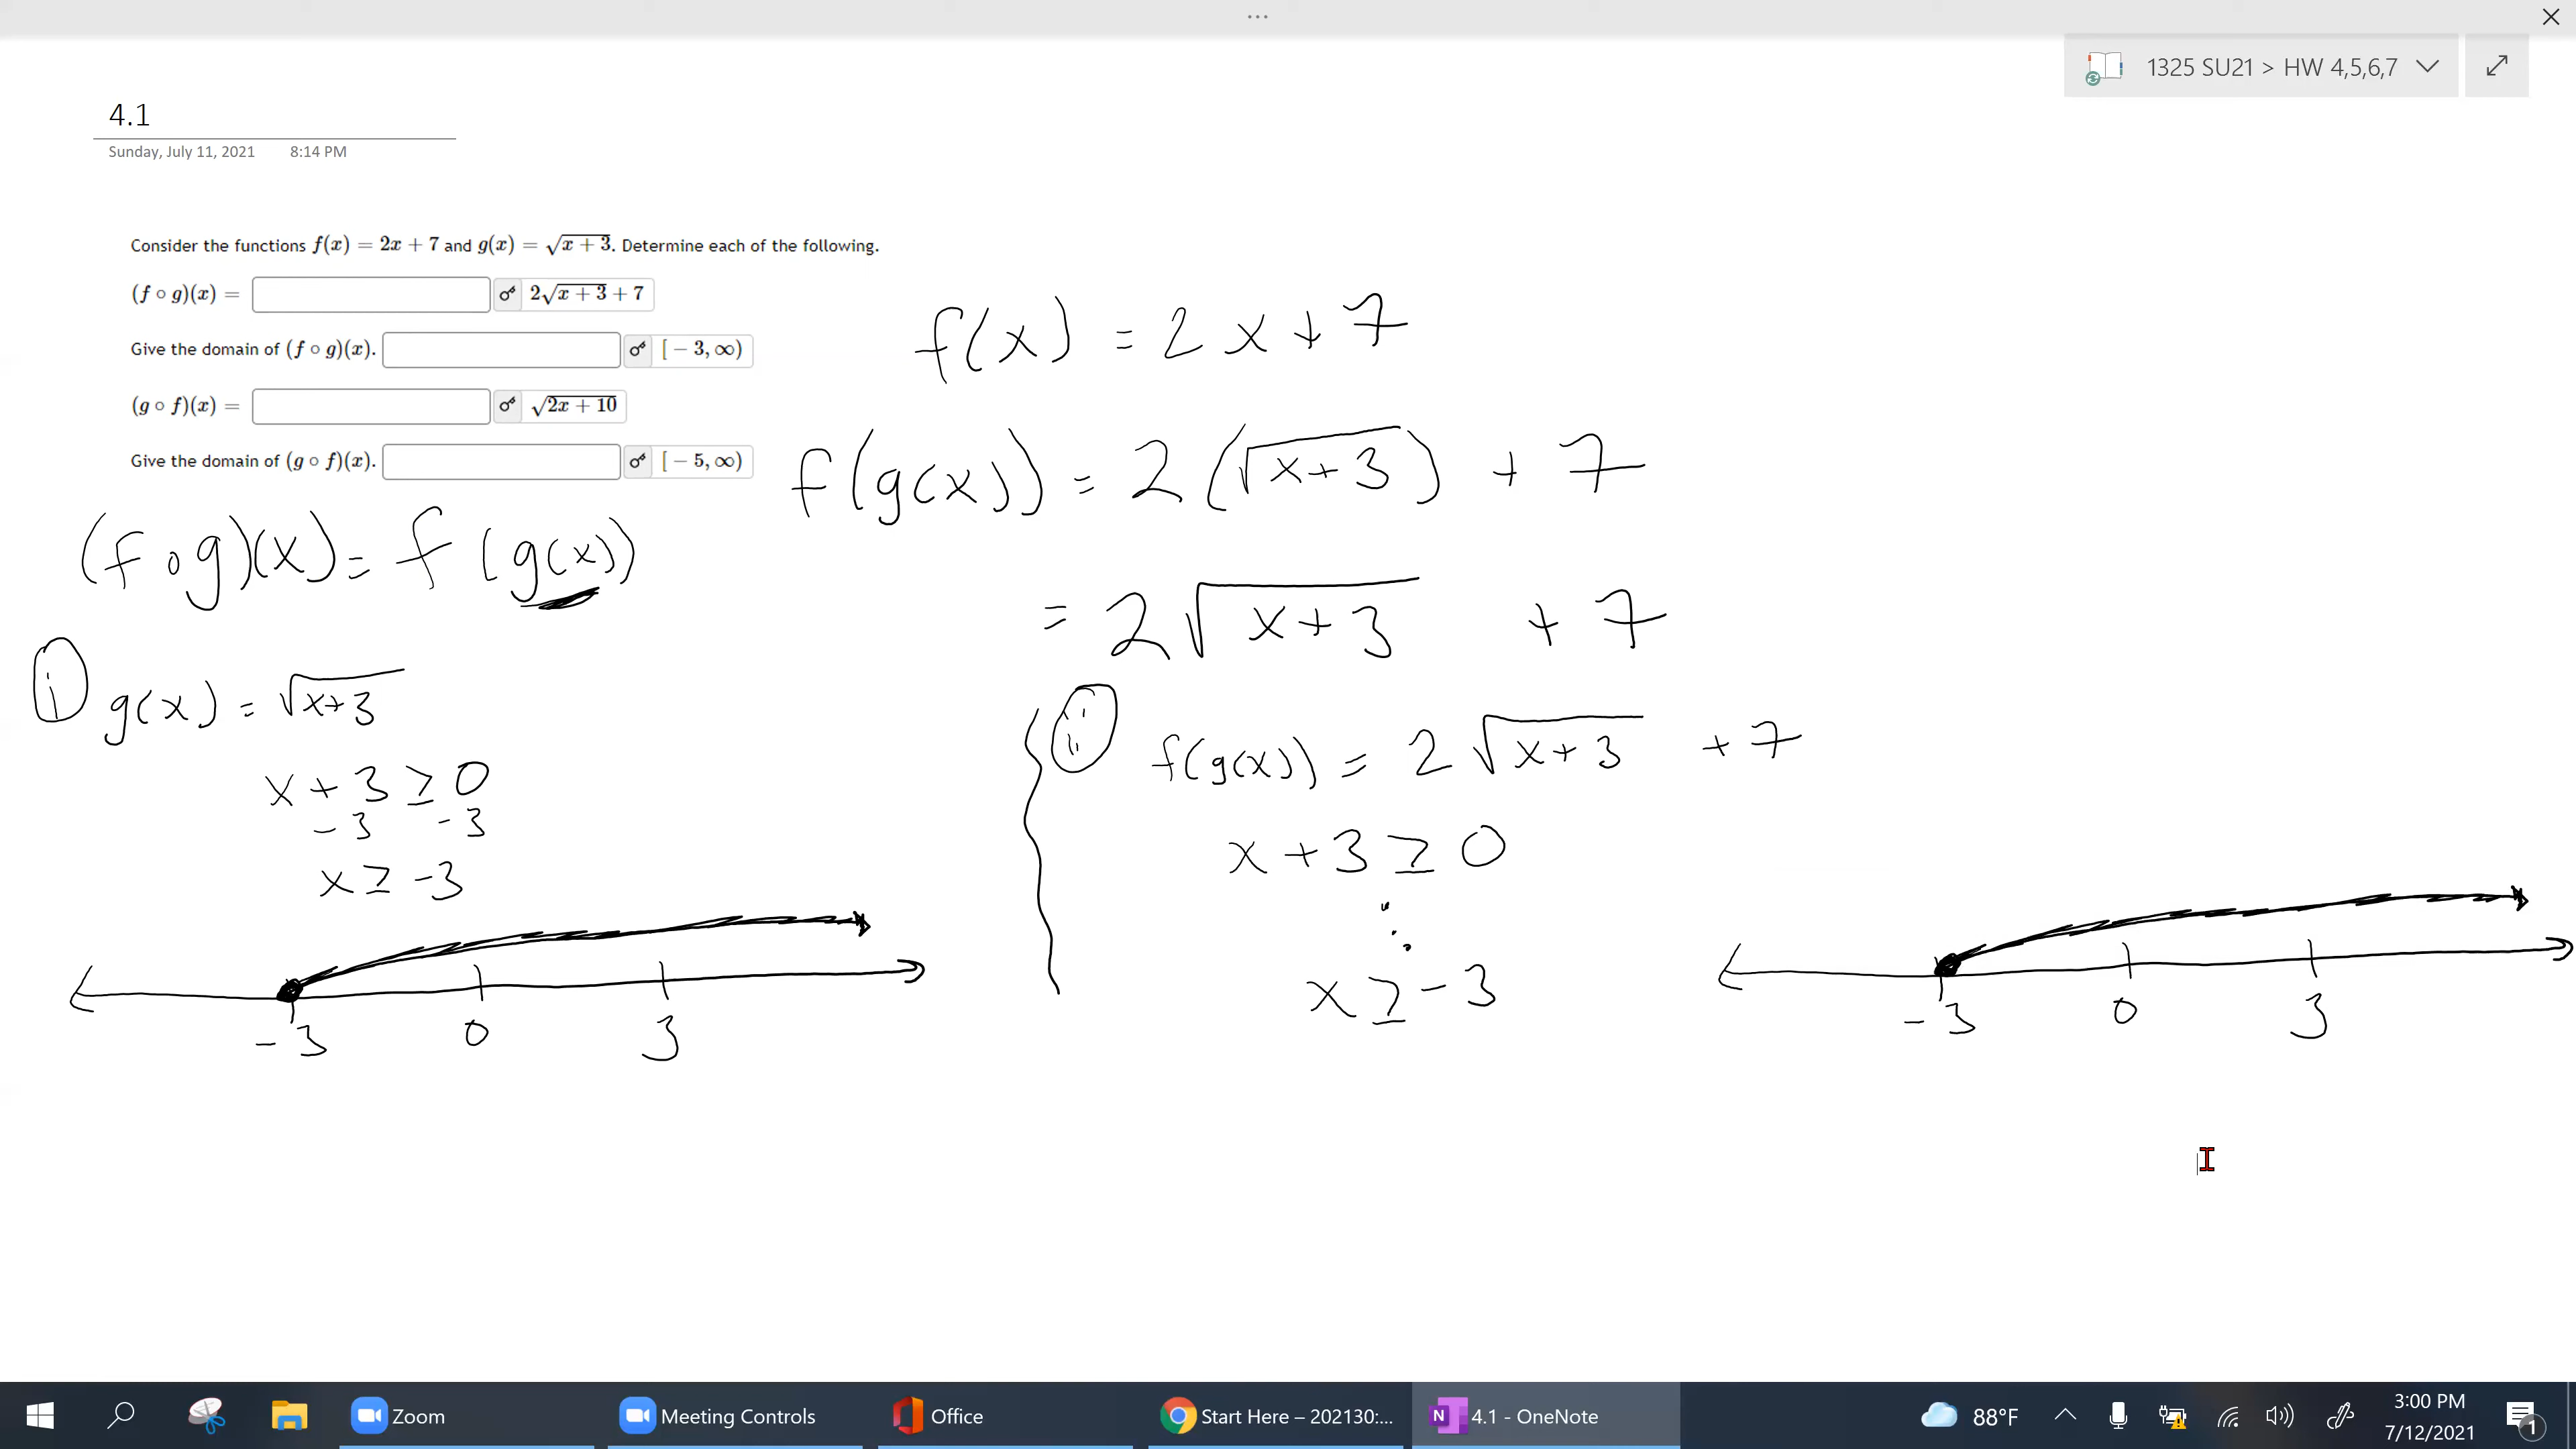 ...
1325 SU21 > HW 4,5,6,7
4.1
Sunday, July 11, 2021 8:14 PM
Consider the functions f(x) = 2x + 7 and g(x) = √(x + 3). Determine each of the following.
(f ∘ g)(x) = 2√(x + 3) + 7
Give the domain of (f ∘ g)(x). [ − 3, ∞)
(g ∘ f)(x) = √(2x + 10)
Give the domain of (g ∘ f)(x). [ − 5, ∞)
(f ∘ g)(x) = f(g(x))
f(x) = 2x + 7
f(g(x)) = 2(√(x+3)) + 7
= 2√(x+3) + 7
i g(x) = √(x+3)
x + 3 ≥ 0
-3 -3
x ≥ -3
-3 0 3
ii f(g(x)) = 2√(x+3) + 7
x + 3 ≥ 0
⋱
x ≥ -3
-3 0 3
Zoom
Meeting Controls
Office
Start Here – 202130:...
4.1 - OneNote
88°F
3:00 PM
7/12/2021
1